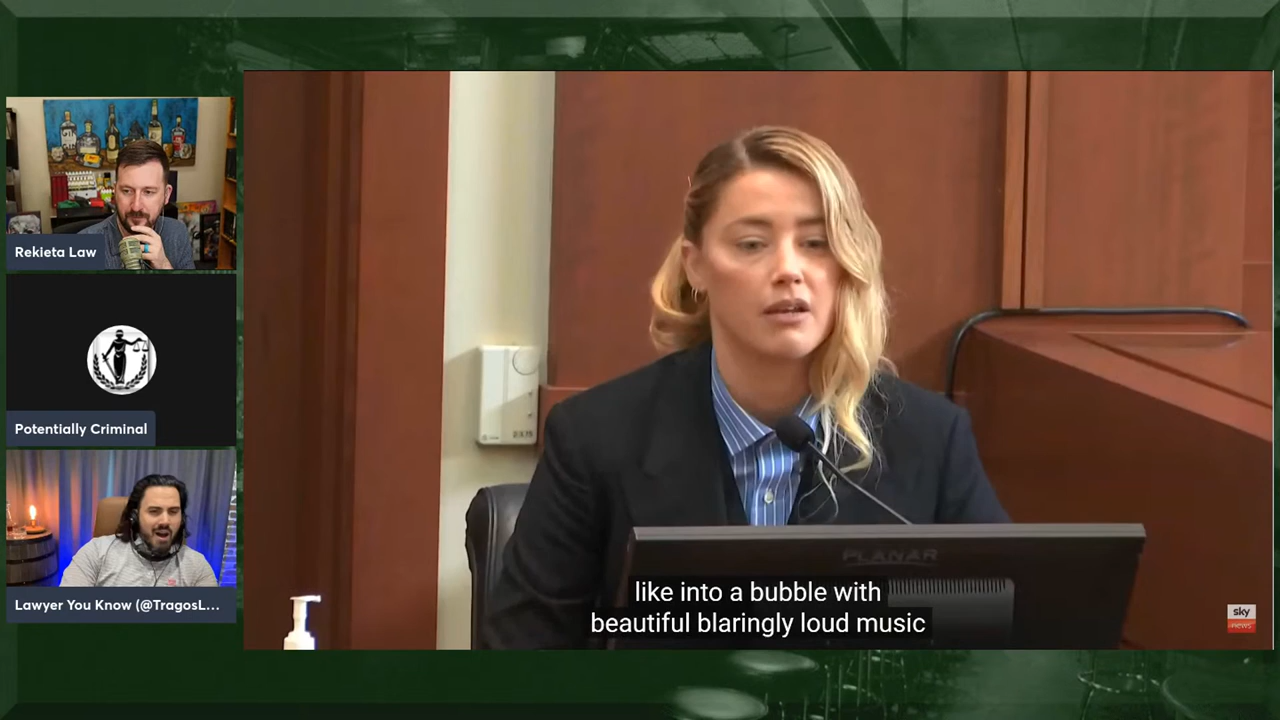 Rekieta Law
Potentially Criminal
Lawyer You Know (@TragosL...
PLANAR
like into a bubble with
beautiful blaringly loud music
sky
news